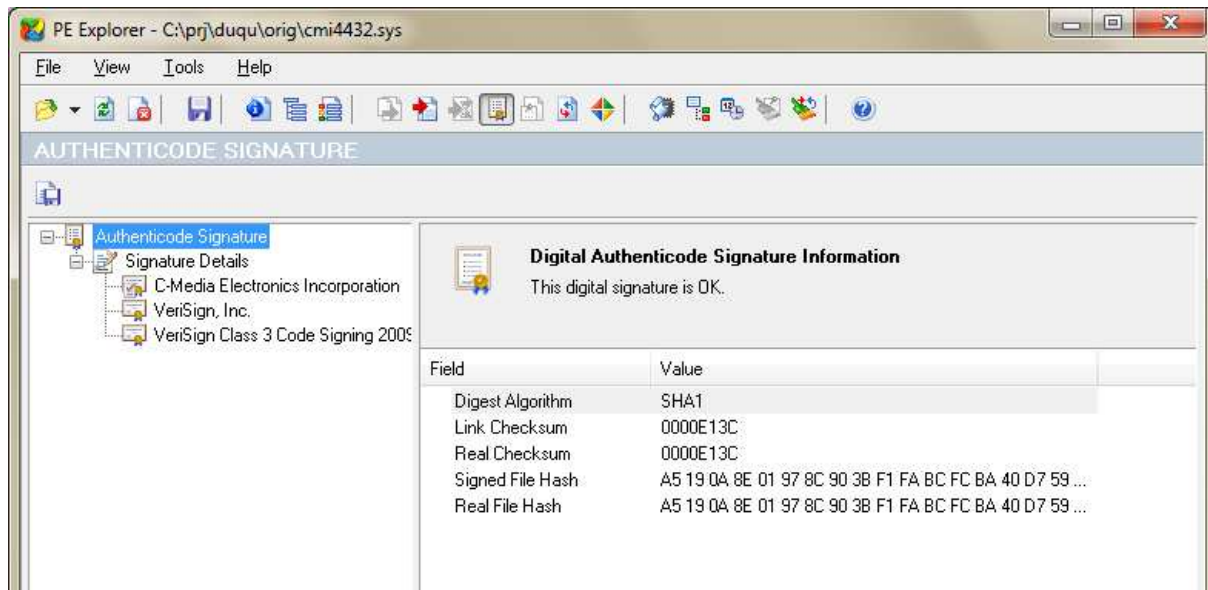 PE Explorer - C:\prj\duqu\orig\cmi4432.sys
File View Tools Help
AUTHENTICODE SIGNATURE
Authenticode Signature
Signature Details
C-Media Electronics Incorporation
VeriSign, Inc.
VeriSign Class 3 Code Signing 2009
Digital Authenticode Signature Information
This digital signature is OK.
Field Value
Digest Algorithm SHA1
Link Checksum 0000E13C
Real Checksum 0000E13C
Signed File Hash A5 19 0A 8E 01 97 8C 90 3B F1 FA BC FC BA 40 D7 59 ...
Real File Hash A5 19 0A 8E 01 97 8C 90 3B F1 FA BC FC BA 40 D7 59 ...